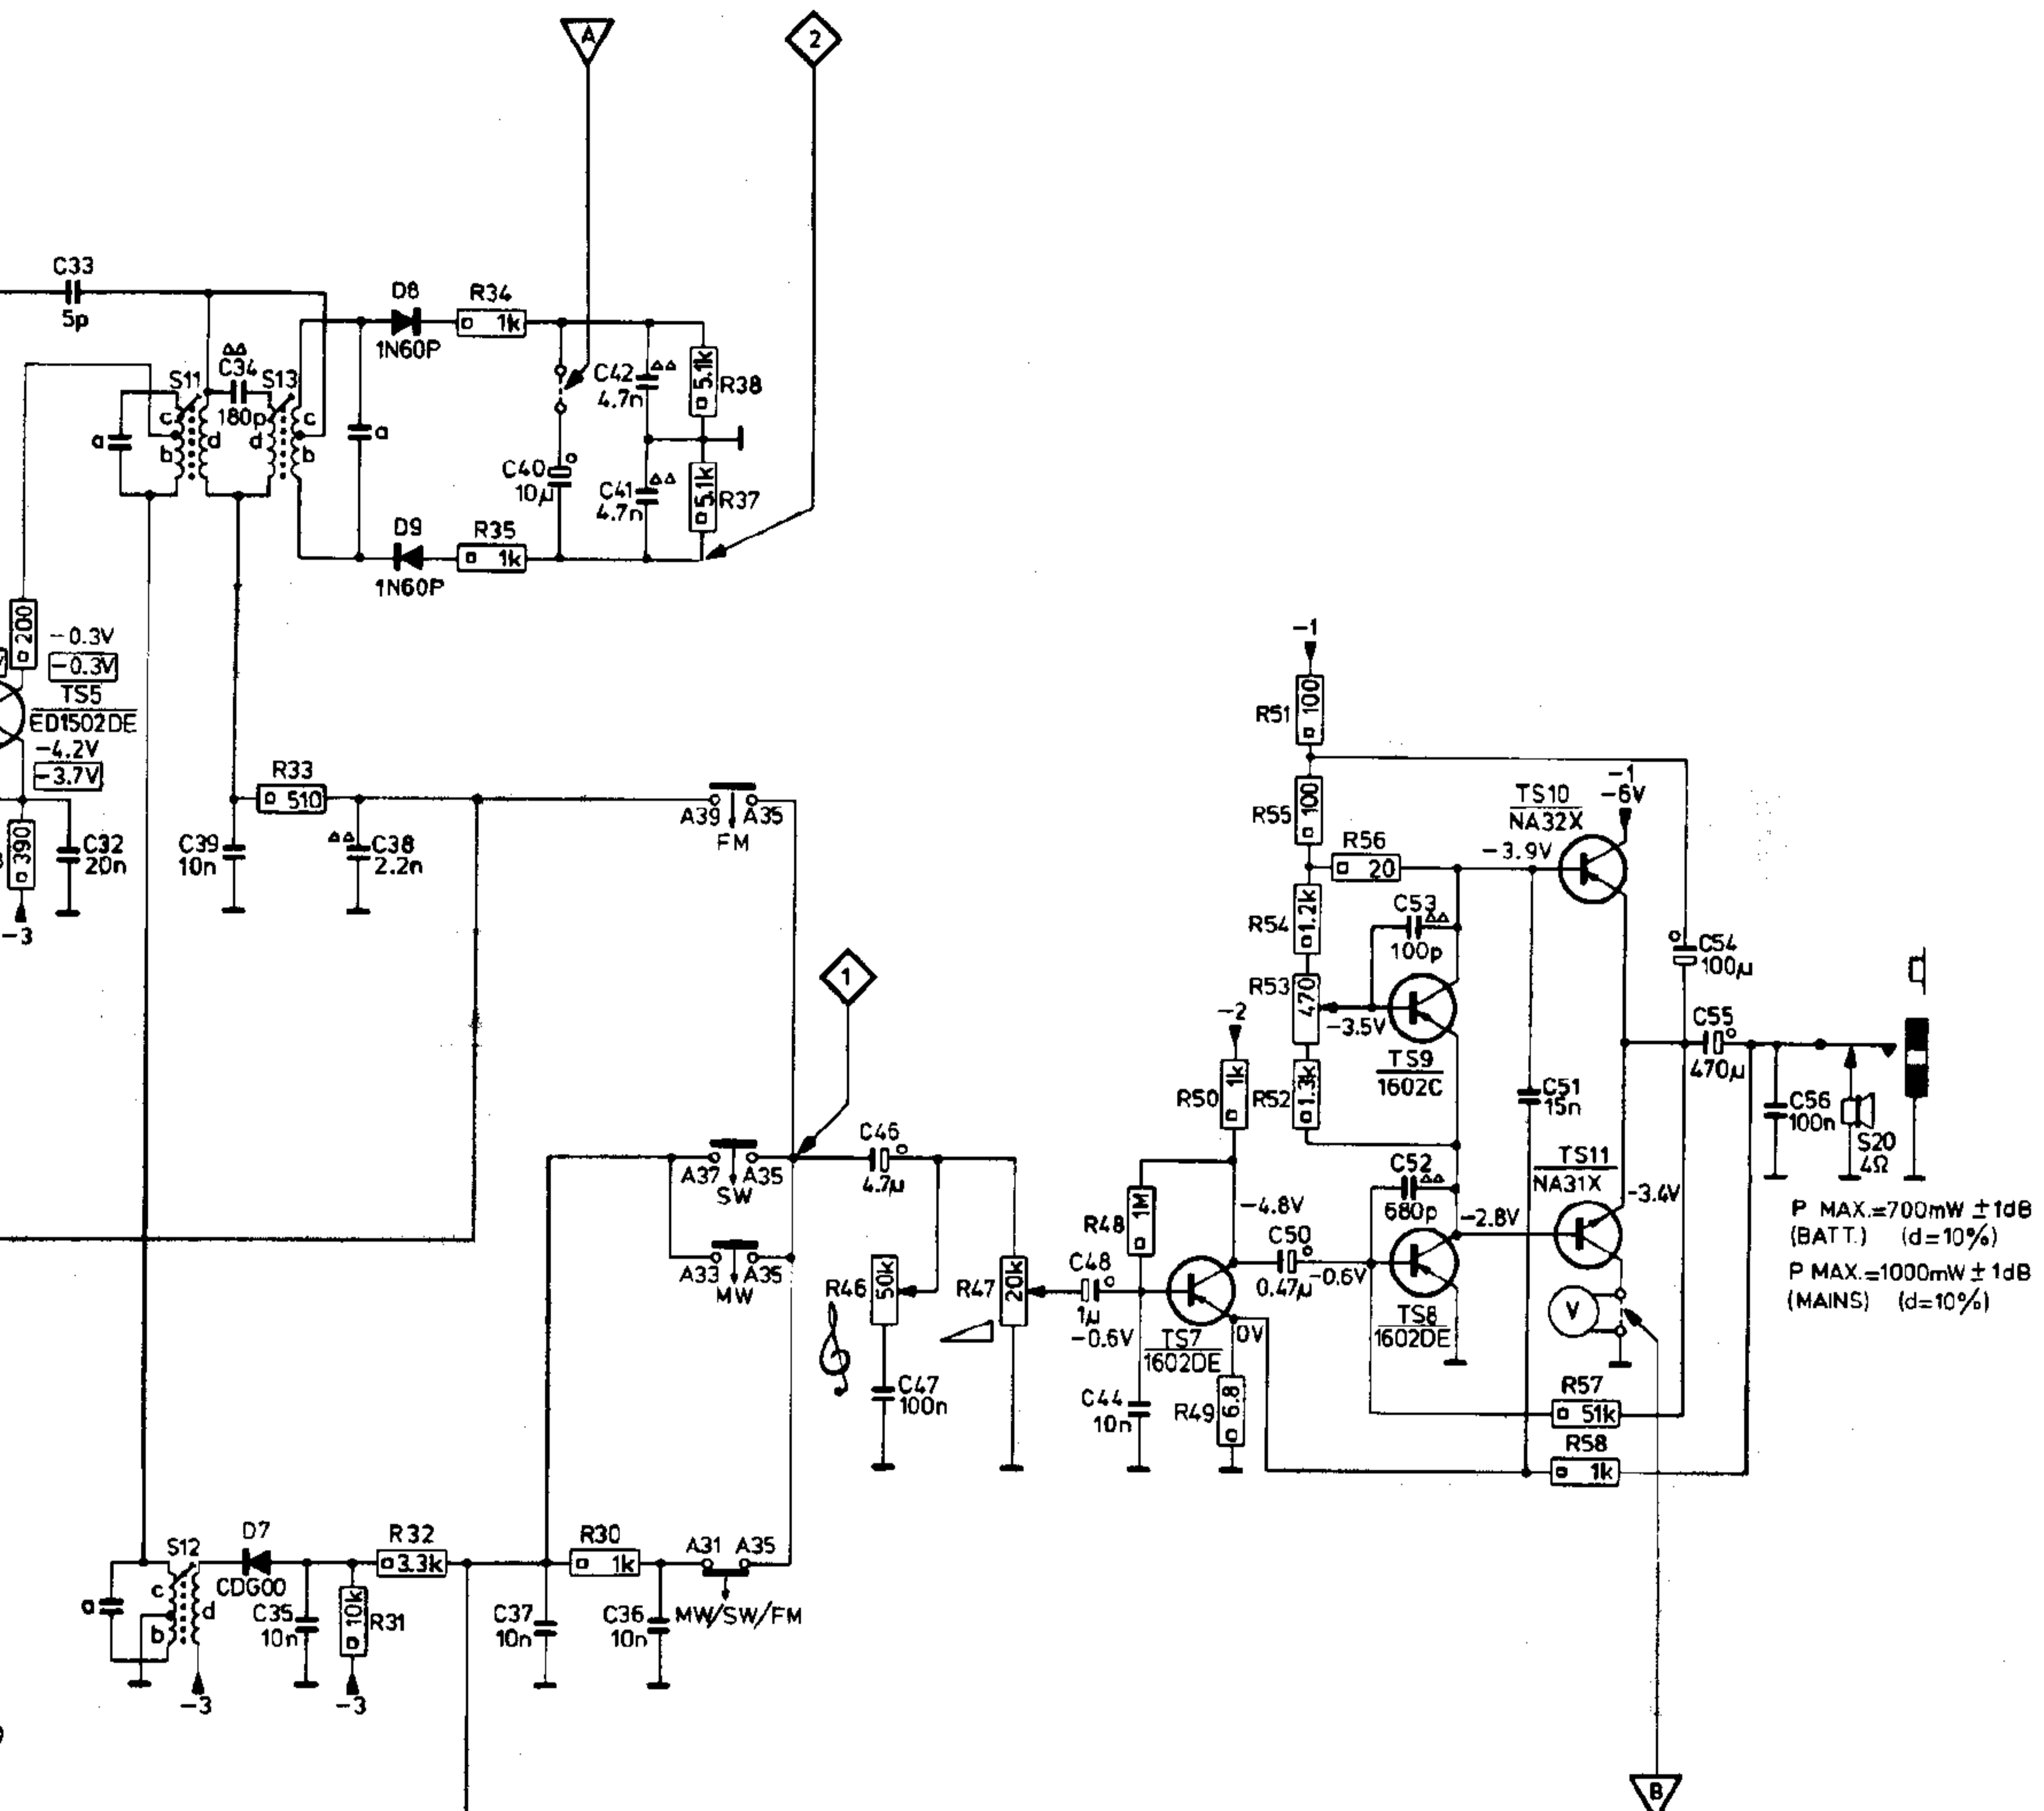 A
2
C33
5p
D8
1N60P
R34
1k
C34
180p
S11
S13
a
c
b
d
d
c
b
a
C42
4.7n
5.1k
R38
C40
10µ
C41
4.7n
5.1k
R37
D9
1N60P
R35
1k
200
-0.3V
-0.3V
TS5
ED1502DE
-4.2V
-3.7V
390
C32
20n
-3
R33
510
C39
10n
C38
2.2n
A39
A35
FM
-1
R51
100
R55
100
R56
20
-3.9V
TS10
NA32X
-1
-6V
R54
1.2k
C53
100p
R53
470
-3.5V
TS9
1602C
C54
100µ
C55
470µ
1
-2
R50
1k
R52
1.3k
C51
15n
C56
100n
S20
4Ω
A37
A35
SW
C46
4.7µ
A33
A35
MW
R48
1M
-4.8V
C52
680p
-2.8V
TS11
NA31X
-3.4V
P MAX.=700mW ±1dB
(BATT.) (d=10%)
P MAX.=1000mW ±1dB
(MAINS) (d=10%)
R46
50k
R47
20k
C48
1µ
-0.6V
C50
0.47µ
-0.6V
TS7
1602DE
0V
TS8
1602DE
V
C47
100n
C44
10n
R49
6.8
R57
51k
R58
1k
S12
a
c
b
d
D7
CDG00
R32
3.3k
R30
1k
A31
A35
C35
10n
10k
R31
C37
10n
C36
10n
MW/SW/FM
-3
-3
B